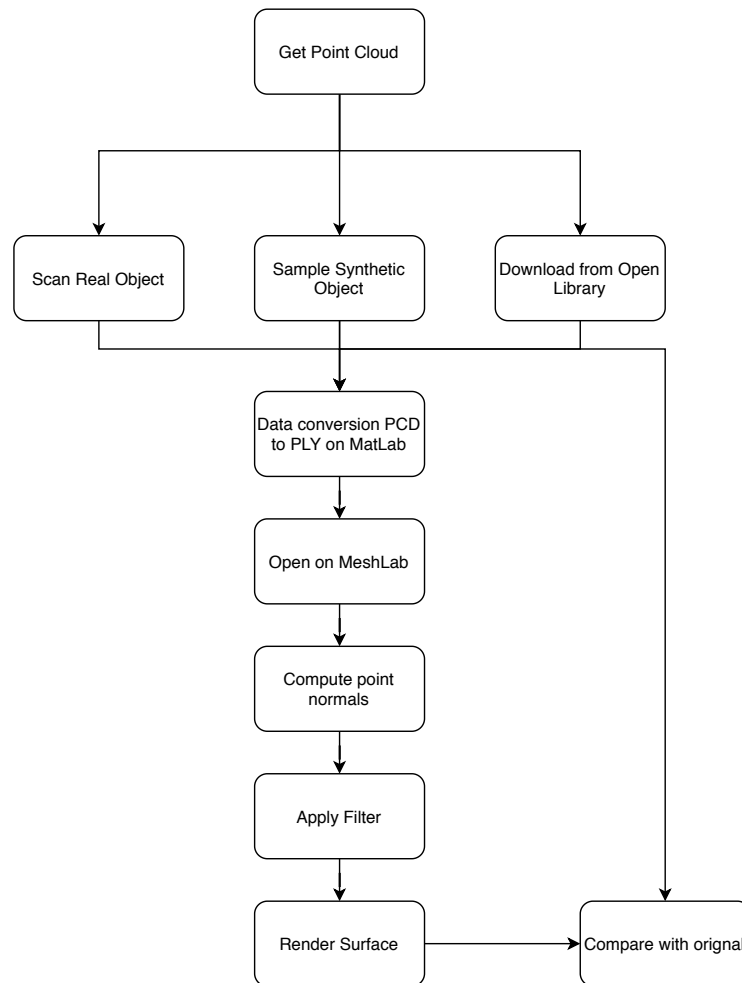 Get Point Cloud
Scan Real Object
Sample Synthetic
Object
Download from Open
Library
Data conversion PCD
to PLY on MatLab
Open on MeshLab
Compute point
normals
Apply Filter
Render Surface
Compare with orignal